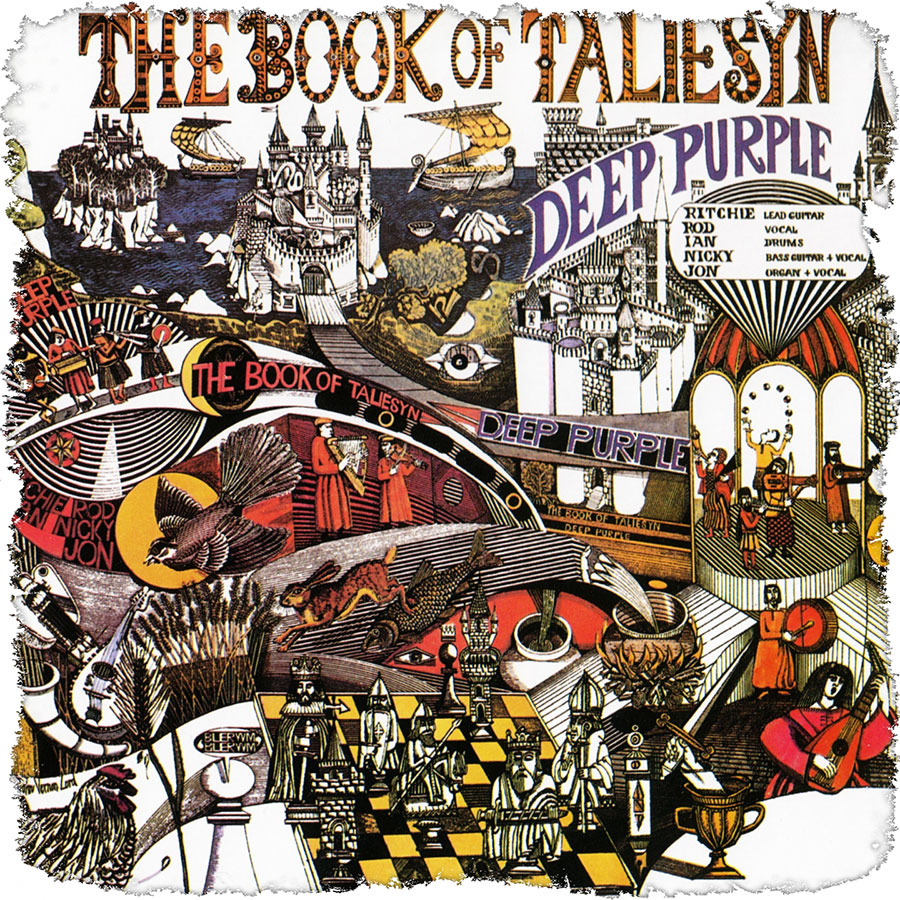 THE BOOK OF TALIESYN
DEEP PURPLE
RITCHIE LEAD GUITAR
ROD VOCAL
IAN DRUMS
NICKY BASS GUITAR + VOCAL
JON ORGAN + VOCAL
DEEP
PURPLE
THE BOOK OF TALIESYN
DEEP PURPLE
THE BOOK OF TALIESYN
DEEP PURPLE
ROD
NICKY
JON
BLERWM
BLERWM
Vernon Lord